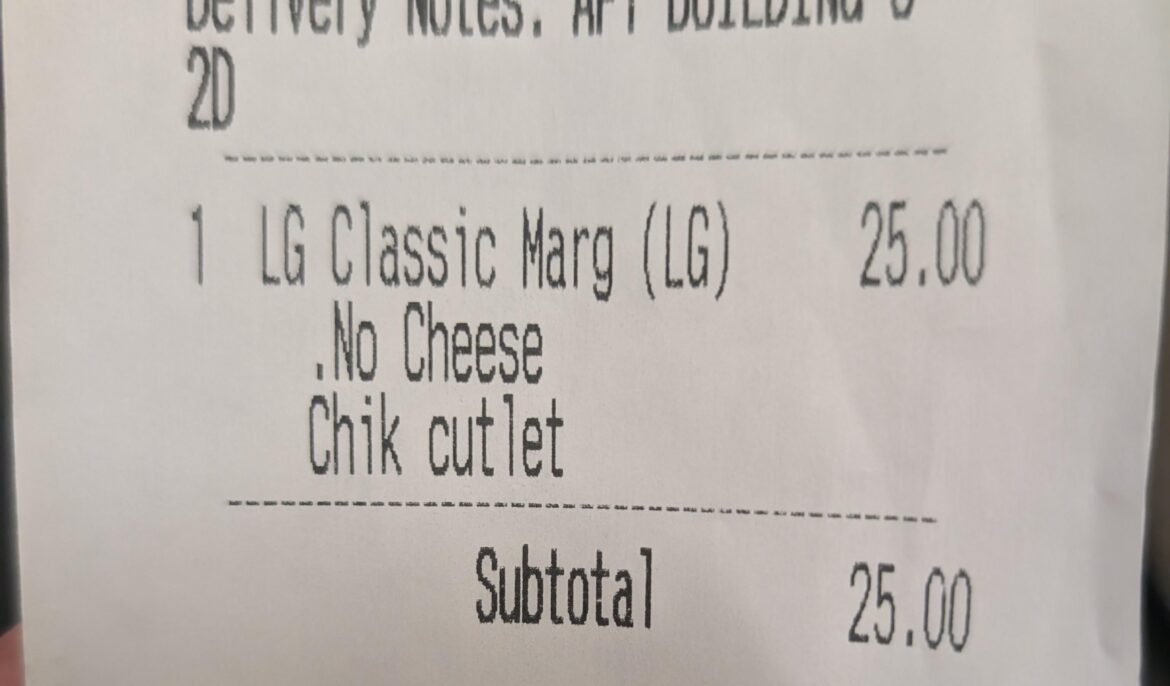 Delivery Notes: APT BUILDING
2D
1 LG Classic Marg (LG) 25.00
.No Cheese
Chik cutlet
Subtotal 25.00